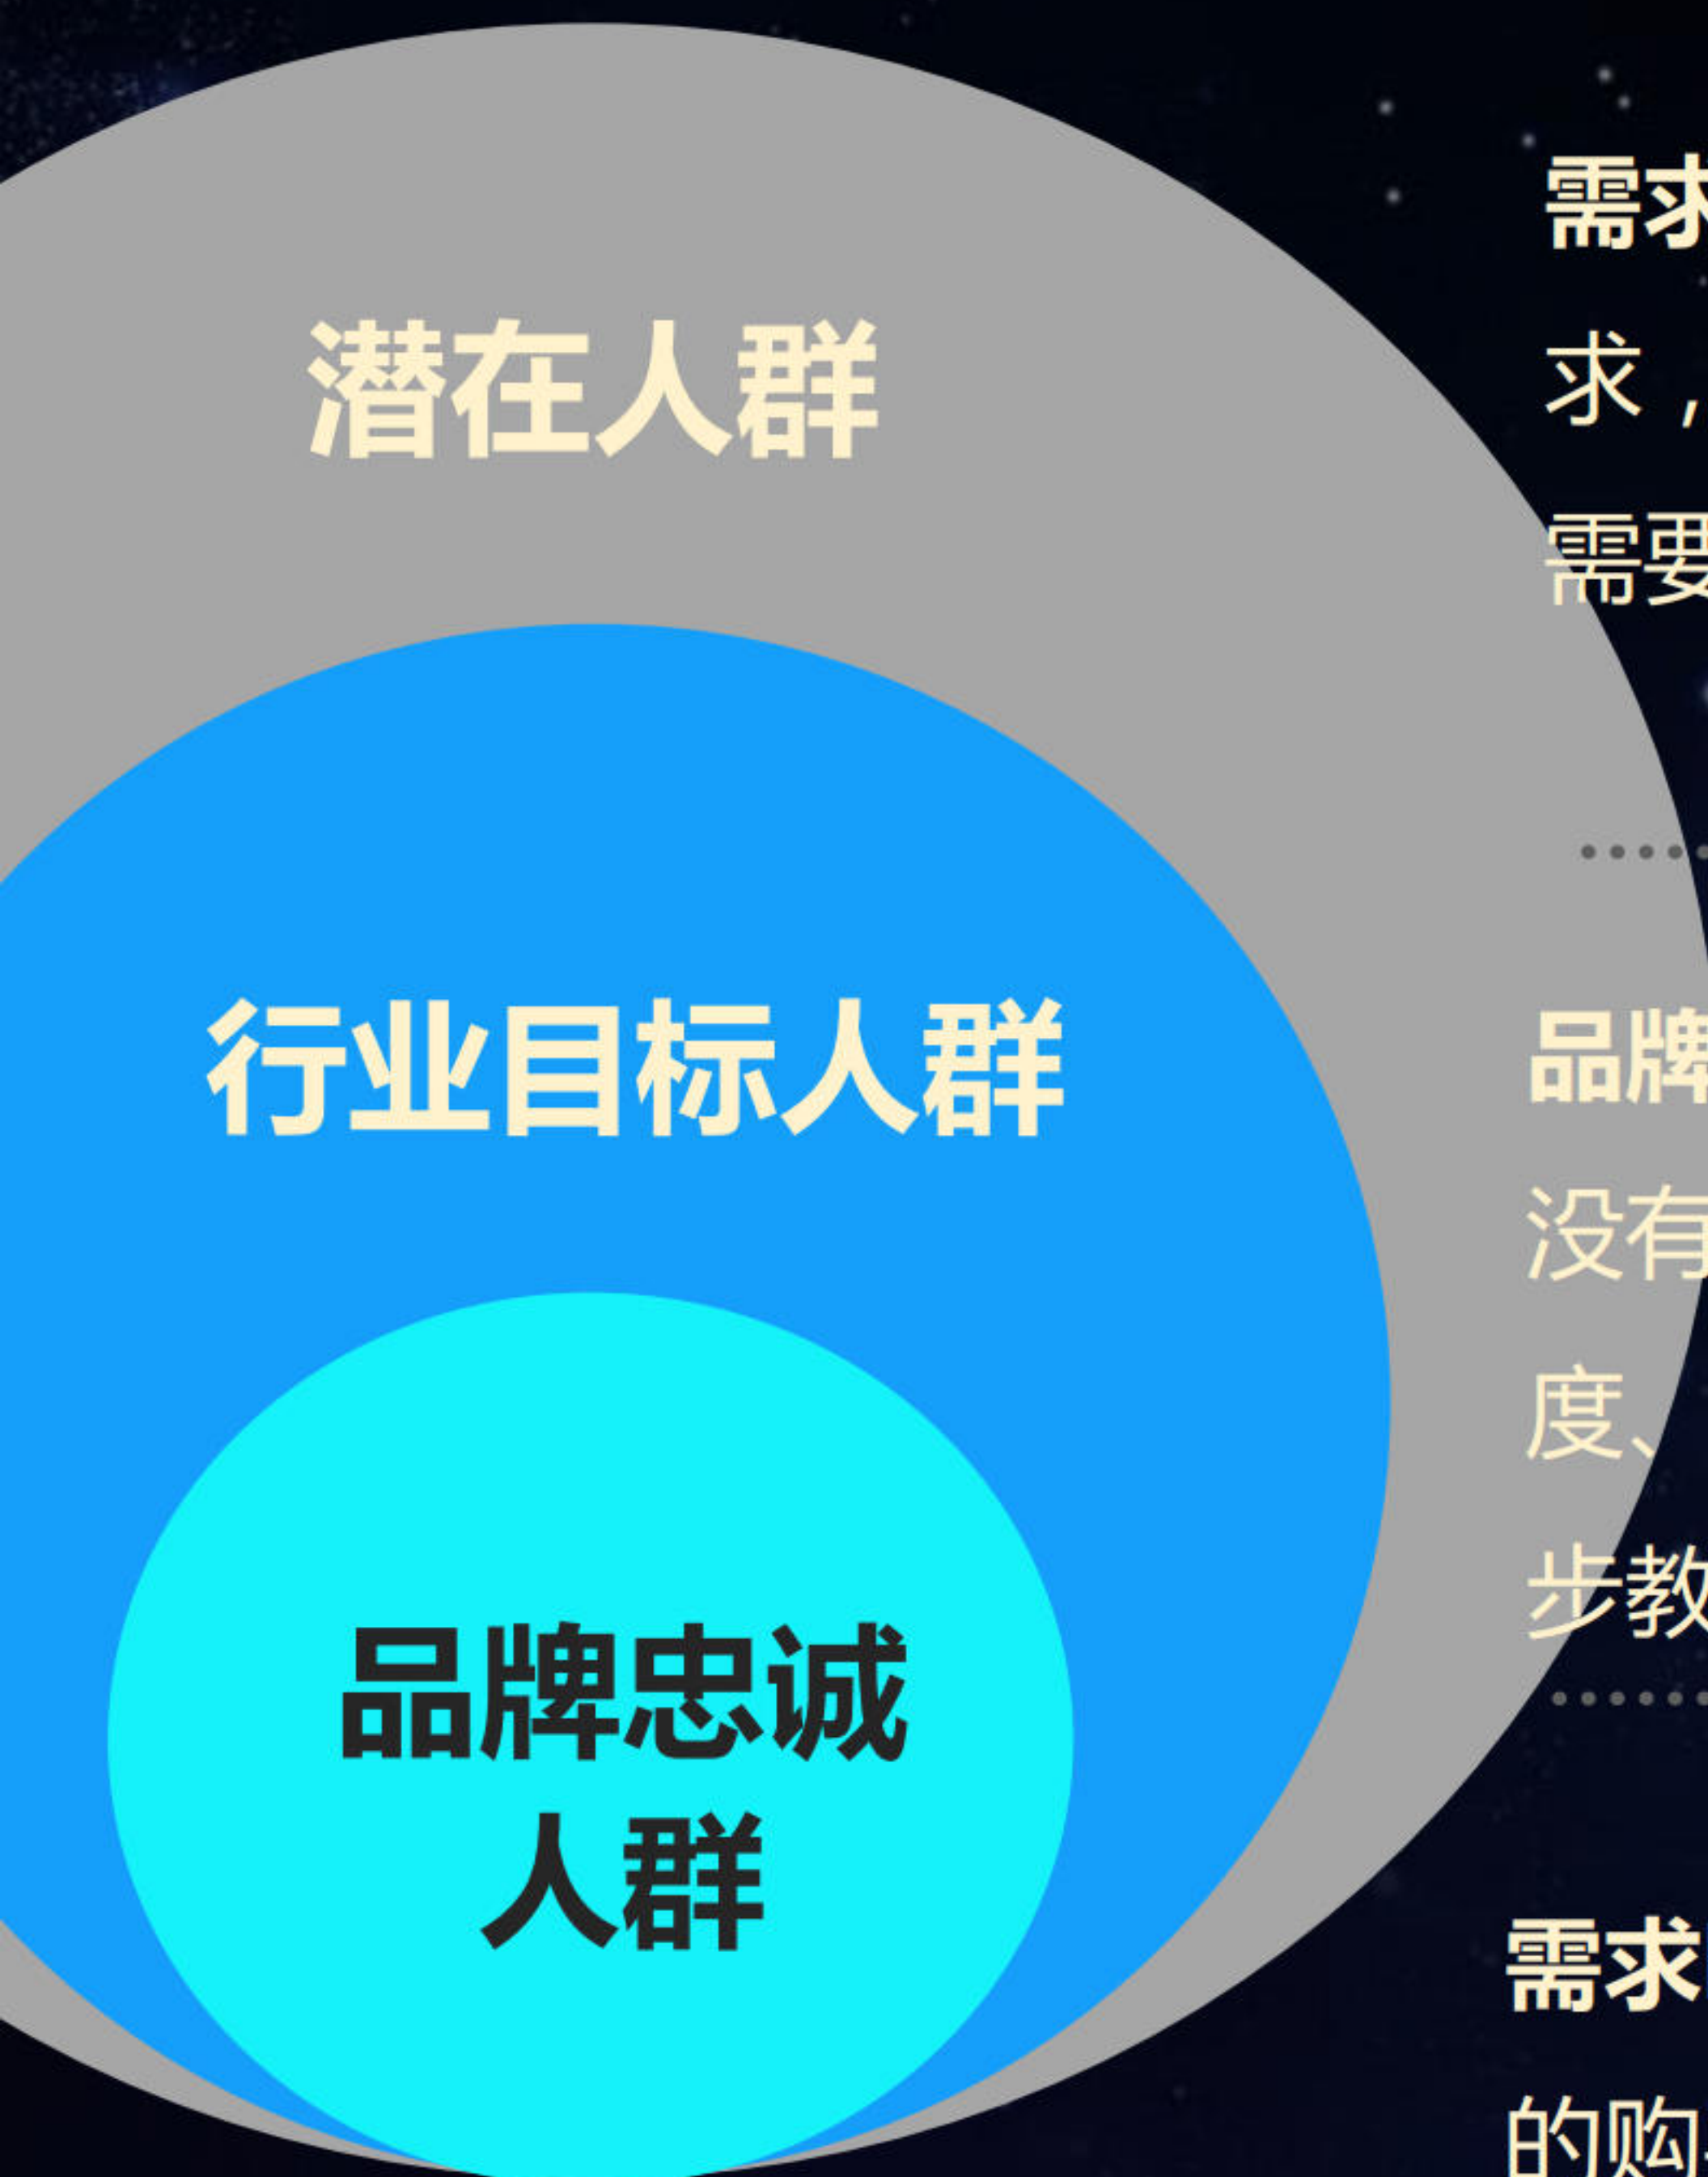 潜在人群
行业目标人群
品牌忠诚
人群
需求
求，
需要
品牌
没有
度、
步教
需求
的购